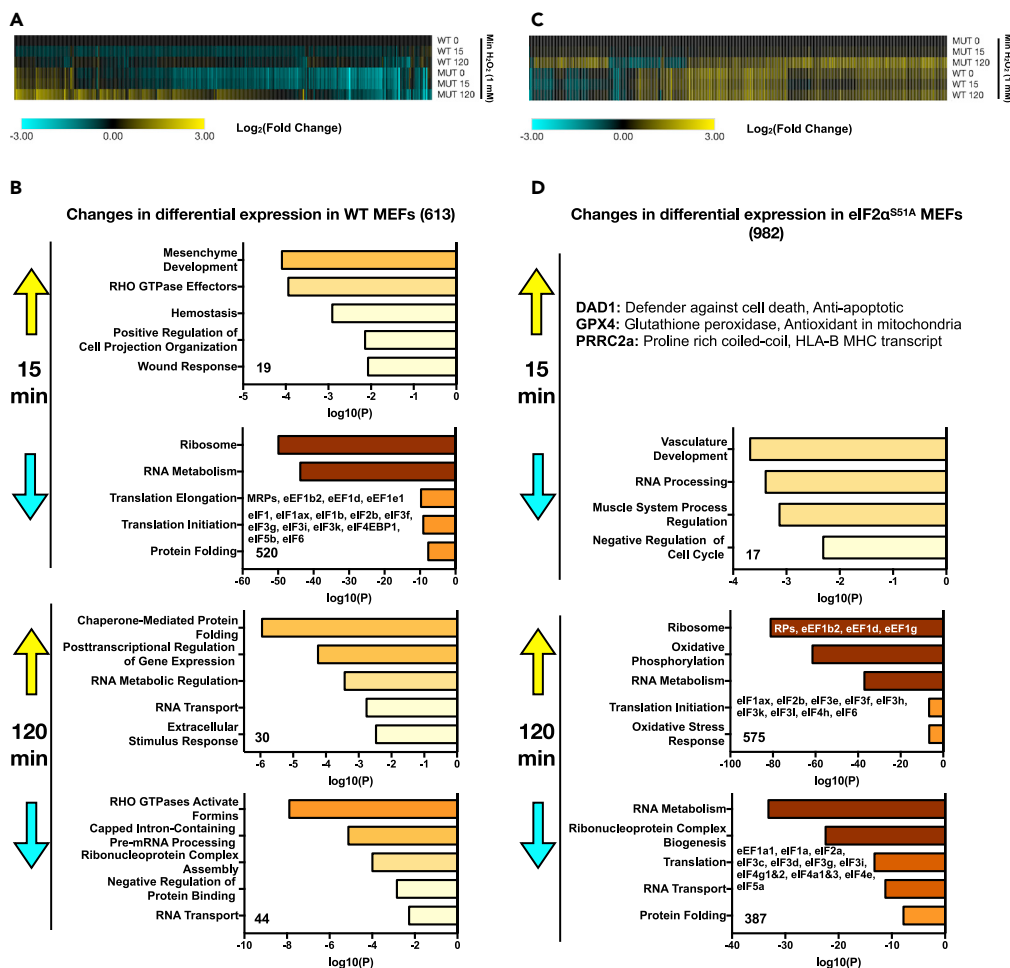 A
WT 0
WT 15
WT 120
MUT 0
MUT 15
MUT 120
Min H₂O₂ (1 mM)
-3.00
0.00
3.00
Log₂(Fold Change)
C
MUT 0
MUT 15
MUT 120
WT 0
WT 15
WT 120
Min H₂O₂ (1 mM)
-3.00
0.00
3.00
Log₂(Fold Change)
B
Changes in differential expression in WT MEFs (613)
15
min
Mesenchyme
Development
RHO GTPase Effectors
Hemostasis
Positive Regulation of
Cell Projection Organization
Wound Response
19
-5 -4 -3 -2 -1 0
log10(P)
Ribosome
RNA Metabolism
Translation Elongation
MRPs, eEF1b2, eEF1d, eEF1e1
Translation Initiation
eIF1, eIF1ax, eIF1b, eIF2b, eIF3f,
eIF3g, eIF3i, eIF3k, eIF4EBP1,
eIF5b, eIF6
Protein Folding
520
-60 -50 -40 -30 -20 -10 0
log10(P)
120
min
Chaperone-Mediated Protein
Folding
Posttranscriptional Regulation
of Gene Expression
RNA Metabolic Regulation
RNA Transport
Extracellular
Stimulus Response
30
-6 -5 -4 -3 -2 -1 0
log10(P)
RHO GTPases Activate
Formins
Capped Intron-Containing
Pre-mRNA Processing
Ribonucleoprotein Complex
Assembly
Negative Regulation of
Protein Binding
RNA Transport
44
-10 -8 -6 -4 -2 0
log10(P)
D
Changes in differential expression in eIF2α^S51A MEFs
(982)
15
min
DAD1: Defender against cell death, Anti-apoptotic
GPX4: Glutathione peroxidase, Antioxidant in mitochondria
PRRC2a: Proline rich coiled-coil, HLA-B MHC transcript
Vasculature
Development
RNA Processing
Muscle System Process
Regulation
Negative Regulation of
Cell Cycle
17
-4 -3 -2 -1 0
log10(P)
120
min
Ribosome
RPs, eEF1b2, eEF1d, eEF1g
Oxidative
Phosphorylation
RNA Metabolism
Translation Initiation
eIF1ax, eIF2b, eIF3e, eIF3f, eIF3h,
eIF3k, eIF3l, eIF4h, eIF6
Oxidative Stress
Response
575
-100 -80 -60 -40 -20 0
log10(P)
RNA Metabolism
Ribonucleoprotein Complex
Biogenesis
Translation
eEF1a1, eIF1a, eIF2a,
eIF3c, eIF3d, eIF3g, eIF3i,
eIF4g1&2, eIF4a1&3, eIF4e,
eIF5a
RNA Transport
Protein Folding
387
-40 -30 -20 -10 0
log10(P)